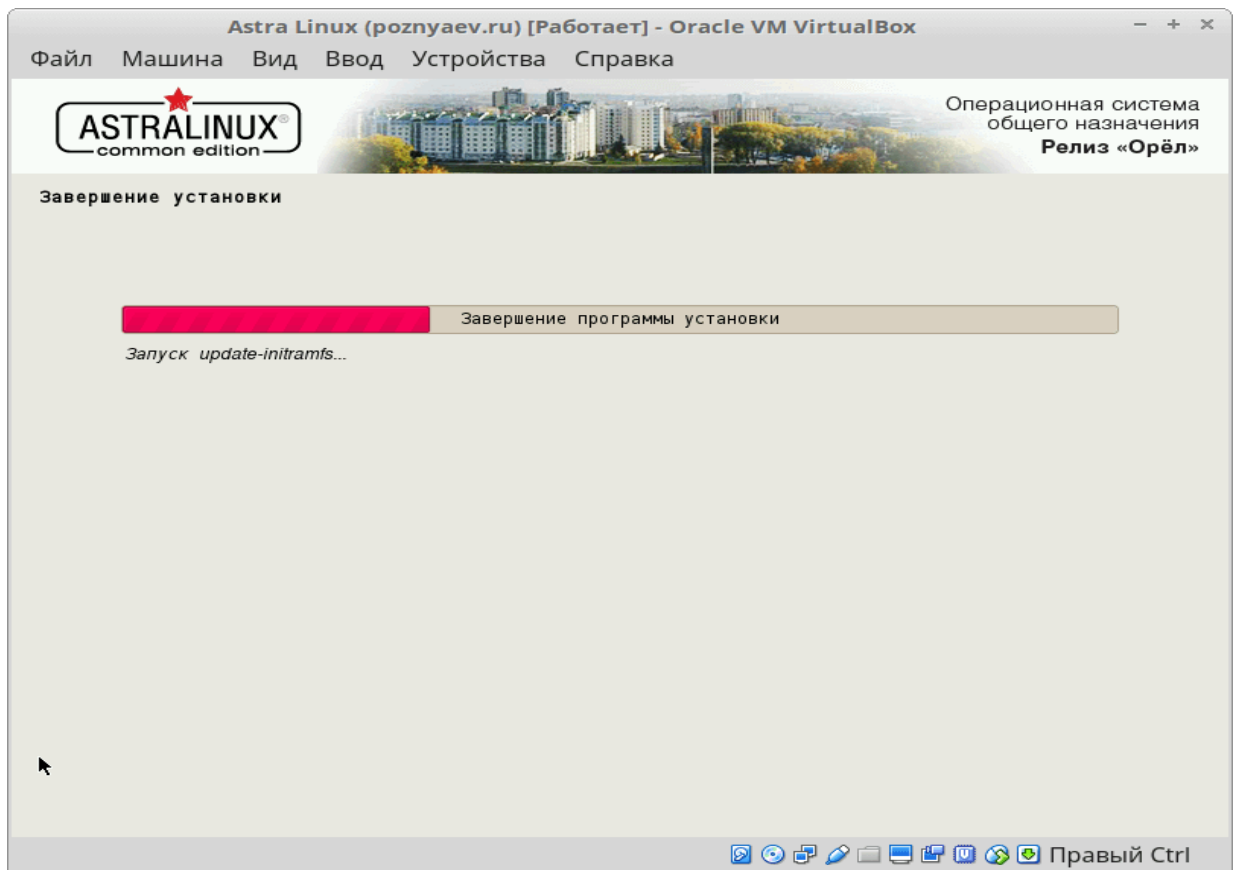 Astra Linux (poznyaev.ru) [Работает] - Oracle VM VirtualBox
Файл Машина Вид Ввод Устройства Справка
ASTRALINUX®
common edition
Операционная система
общего назначения
Релиз «Орёл»
Завершение установки
Завершение программы установки
Запуск update-initramfs...
Правый Ctrl